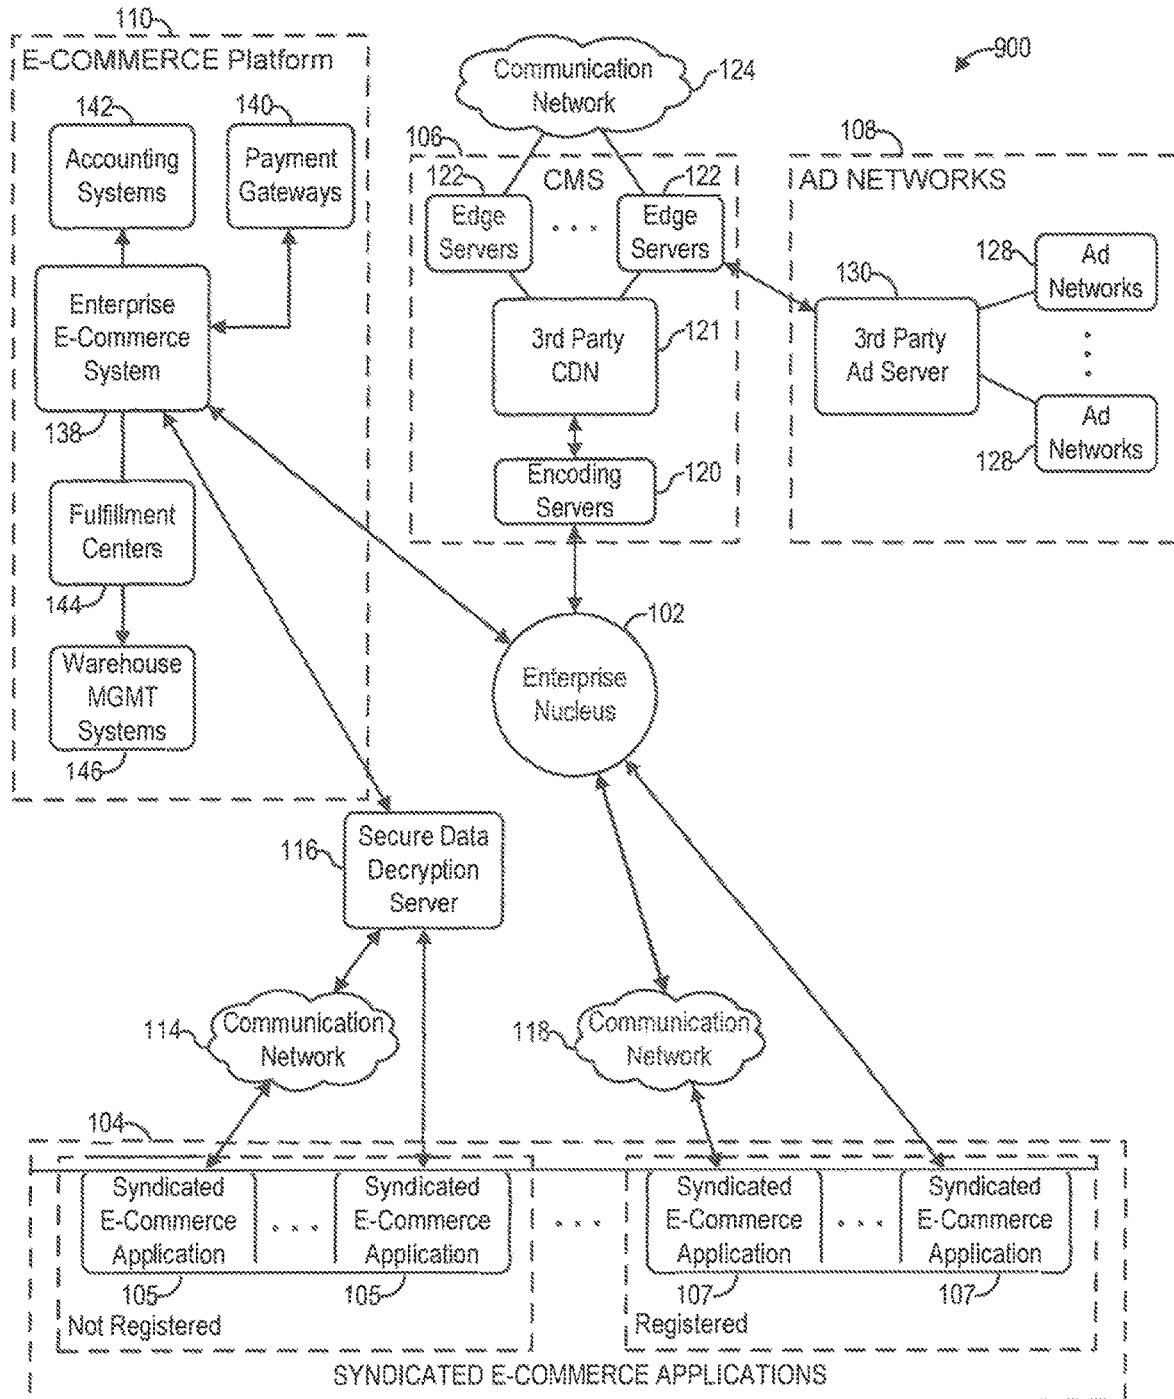 110
E-COMMERCE Platform
142
Accounting
Systems
140
Payment
Gateways
Enterprise
E-Commerce
System
138
Fulfillment
Centers
144
Warehouse
MGMT
Systems
146
Communication
Network
124
900
106
CMS
122
Edge
Servers
. . .
122
Edge
Servers
3rd Party
CDN
121
Encoding
Servers
120
108
AD NETWORKS
130
3rd Party
Ad Server
128
Ad
Networks
Ad
Networks
128
102
Enterprise
Nucleus
116
Secure Data
Decryption
Server
114
Communication
Network
118
Communication
Network
104
Syndicated
E-Commerce
Application
105
. . .
Syndicated
E-Commerce
Application
105
Not Registered
. . .
Syndicated
E-Commerce
Application
107
. . .
Syndicated
E-Commerce
Application
107
Registered
SYNDICATED E-COMMERCE APPLICATIONS